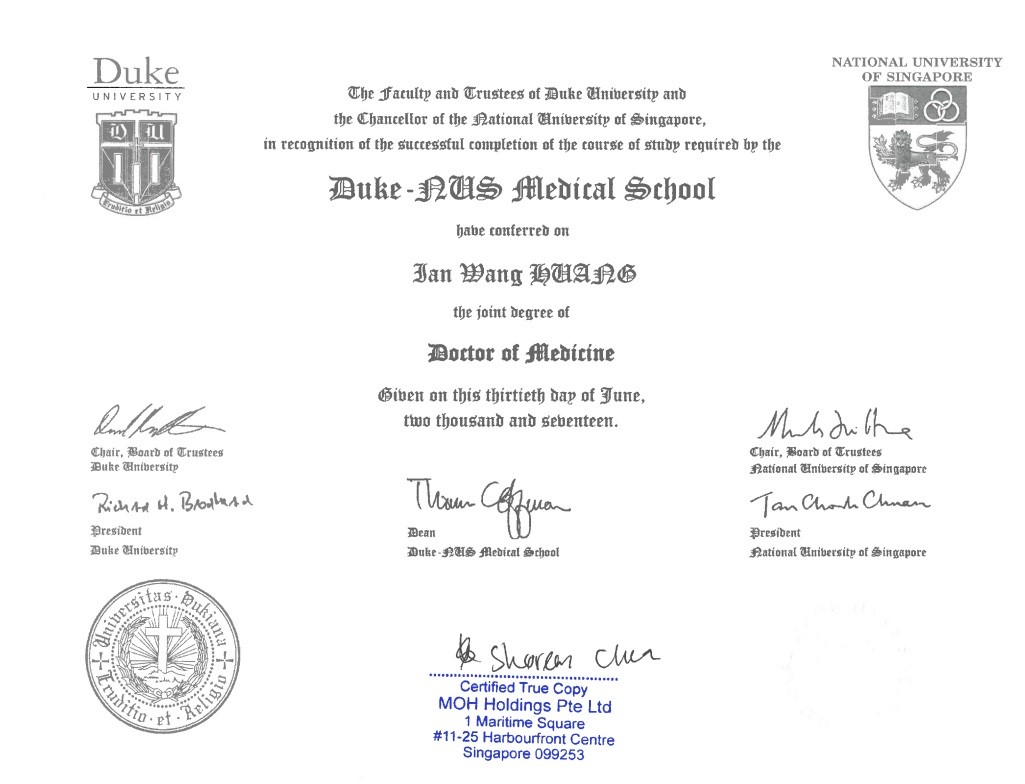 Duke
UNIVERSITY
Eruditio et Religio
NATIONAL UNIVERSITY
OF SINGAPORE
The Faculty and Trustees of Duke University and
the Chancellor of the National University of Singapore,
in recognition of the successful completion of the course of study required by the
Duke-NUS Medical School
have conferred on
Ian Wang HUANG
the joint degree of
Doctor of Medicine
Given on this thirtieth day of June,
two thousand and seventeen.
Chair, Board of Trustees
Duke University
Chair, Board of Trustees
National University of Singapore
Richard H. Brodhead
President
Duke University
Thomas Coffman
Dean
Duke-NUS Medical School
Tan Chorh Chuan
President
National University of Singapore
Universitas · Dukiana
Eruditio · et · Religio
Certified True Copy
MOH Holdings Pte Ltd
1 Maritime Square
#11-25 Harbourfront Centre
Singapore 099253